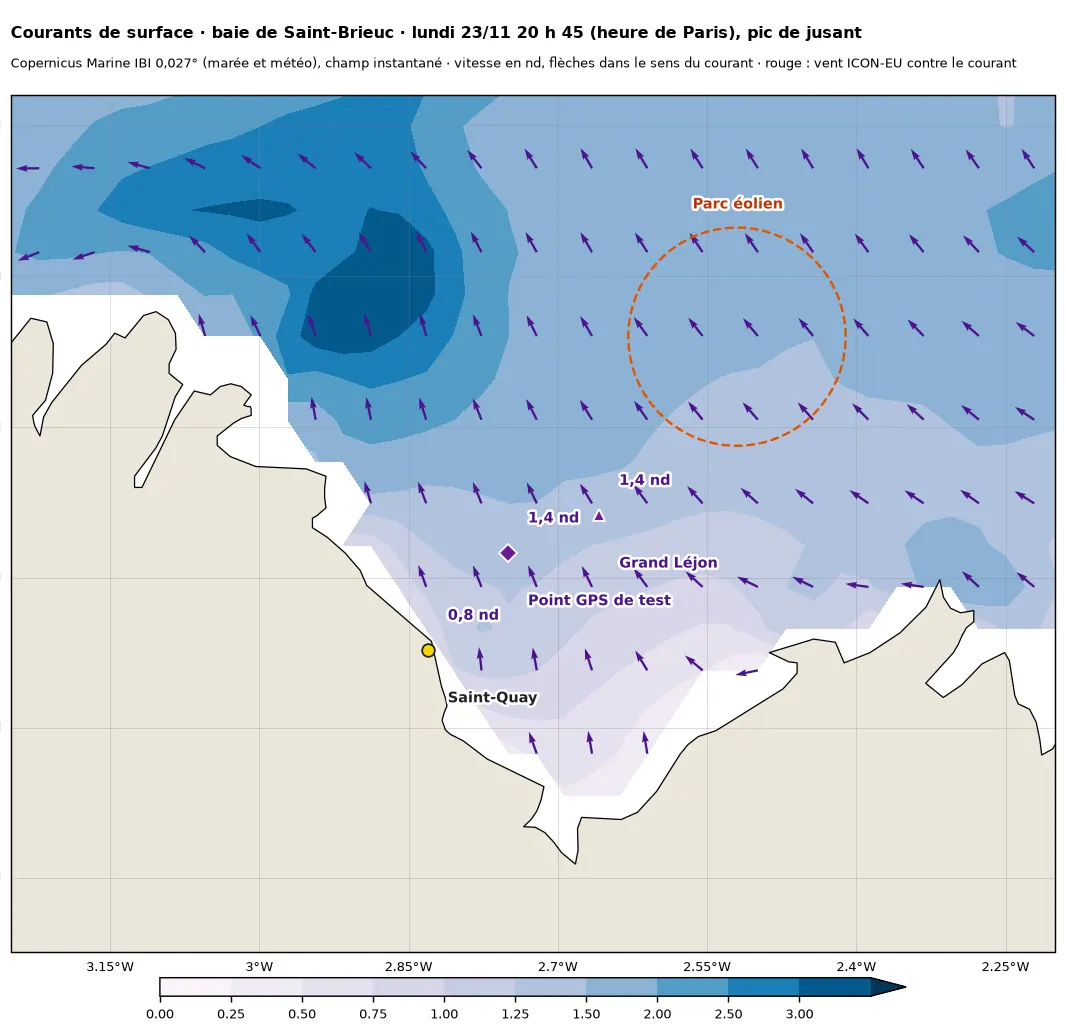 Courants de surface · baie de Saint-Brieuc · lundi 23/11 20 h 45 (heure de Paris), pic de jusant
Copernicus Marine IBI 0,027° (marée et météo), champ instantané · vitesse en nd, flèches dans le sens du courant · rouge : vent ICON-EU contre le courant
Parc éolien
1,4 nd
1,4 nd
Grand Léjon
Point GPS de test
0,8 nd
Saint-Quay
3.15°W 3°W 2.85°W 2.7°W 2.55°W 2.4°W 2.25°W
0.00 0.25 0.50 0.75 1.00 1.25 1.50 2.00 2.50 3.00